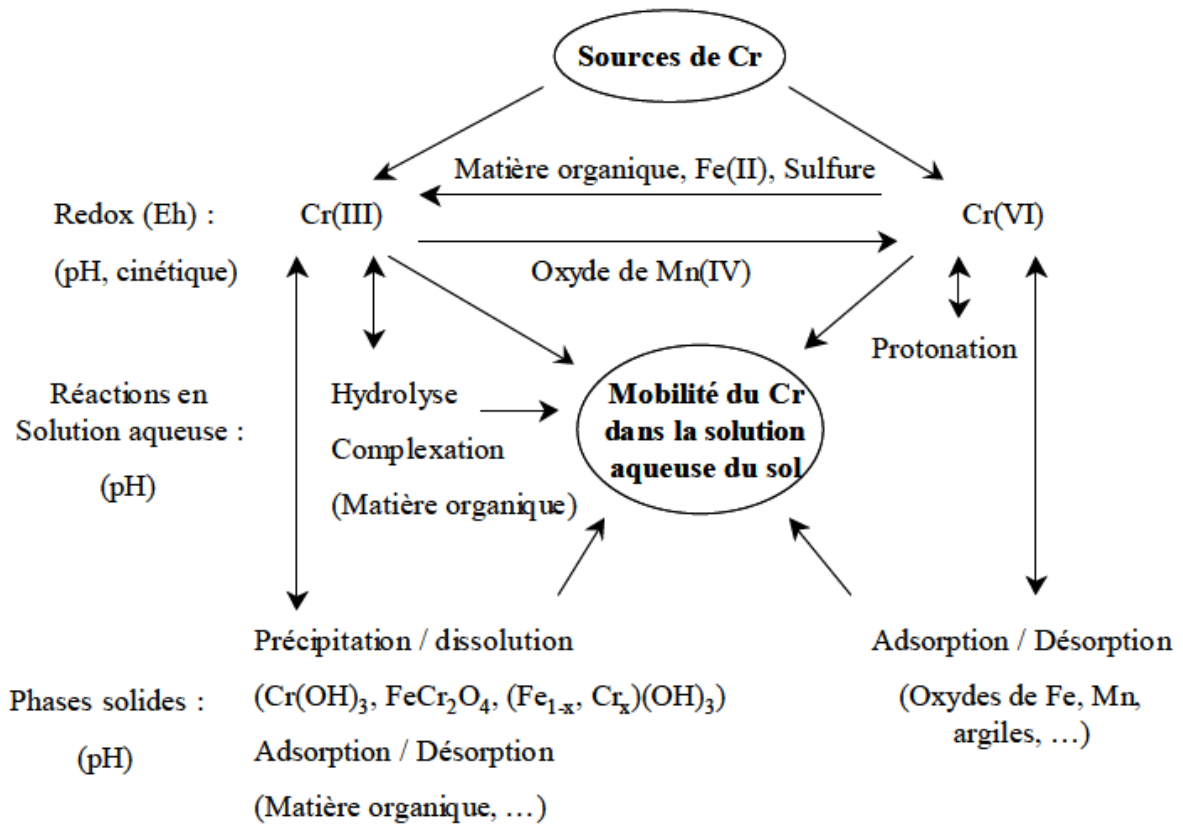 Sources de Cr
Matière organique, Fe(II), Sulfure
Redox (Eh) :
Cr(III)
Cr(VI)
(pH, cinétique)
Oxyde de Mn(IV)
Protonation
Réactions en
Solution aqueuse :
(pH)
Hydrolyse
Complexation
(Matière organique)
Mobilité du Cr
dans la solution
aqueuse du sol
Précipitation / dissolution
(Cr(OH)₃, FeCr₂O₄, (Fe₁₋ₓ, Crₓ)(OH)₃)
Adsorption / Désorption
(Matière organique, …)
Phases solides :
(pH)
Adsorption / Désorption
(Oxydes de Fe, Mn,
argiles, …)